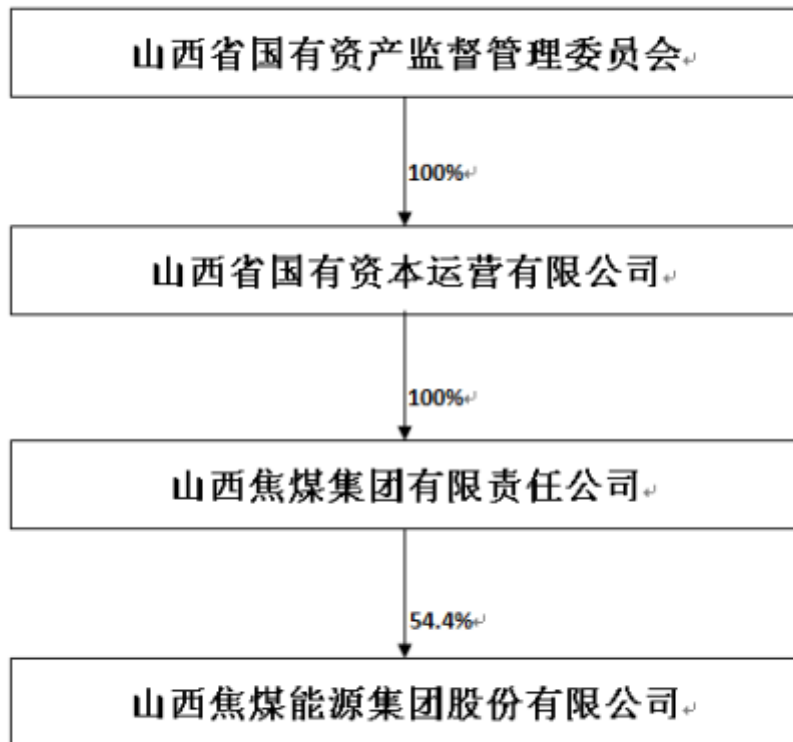 山西省国有资产监督管理委员会
100%
山西省国有资本运营有限公司
100%
山西焦煤集团有限责任公司
54.4%
山西焦煤能源集团股份有限公司